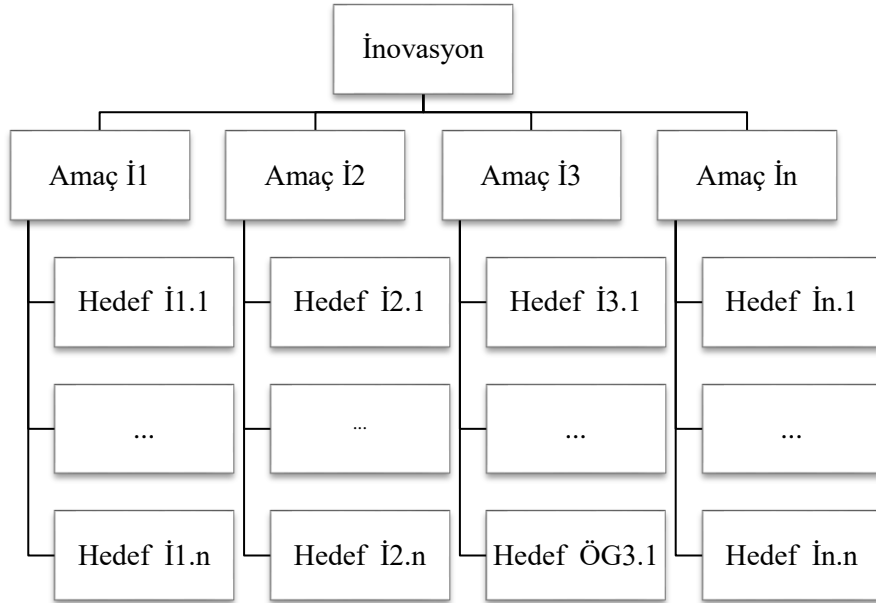 İnovasyon
Amaç İ1
Amaç İ2
Amaç İ3
Amaç İn
Hedef İ1.1
Hedef İ2.1
Hedef İ3.1
Hedef İn.1
...
...
...
...
Hedef İ1.n
Hedef İ2.n
Hedef ÖG3.1
Hedef İn.n